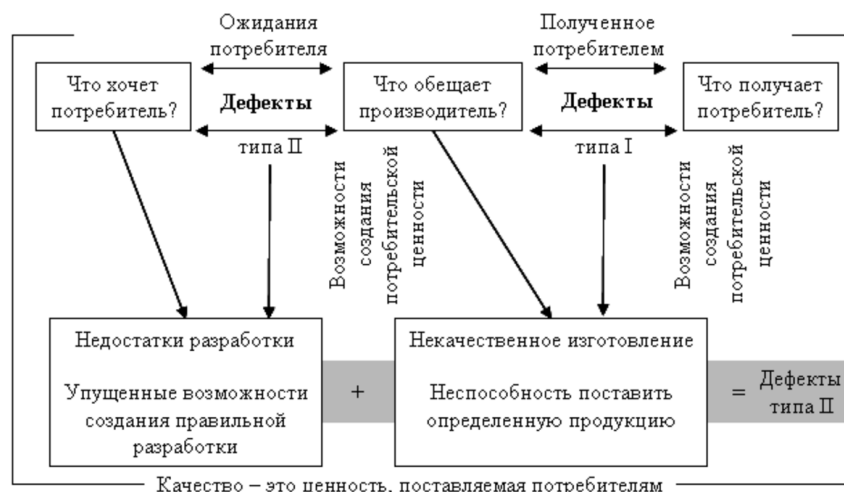 Ожидания
потребителя
Полученное
потребителем
Что хочет
потребитель?
Дефекты
типа II
Что обещает
производитель?
Дефекты
типа I
Что получает
потребитель?
Возможности
создания
потребительской
ценности
Возможности
создания
потребительской
ценности
Недостатки разработки
Упущенные возможности
создания правильной
разработки
+
Некачественное изготовление
Неспособность поставить
определенную продукцию
= Дефекты
типа II
Качество – это ценность, поставляемая потребителям